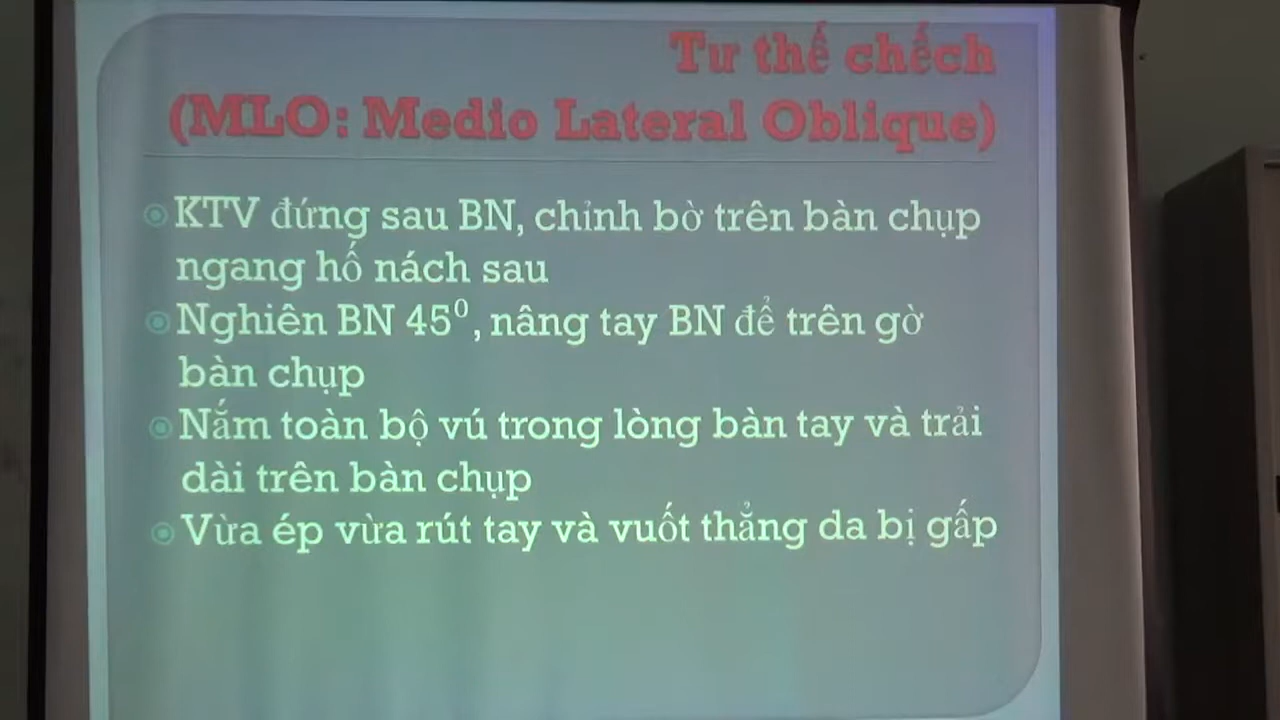 Tư thế chếch
(MLO: Medio Lateral Oblique)
KTV đứng sau BN, chỉnh bờ trên bàn chụp
ngang hố nách sau
Nghiên BN 45⁰, nâng tay BN để trên gờ
bàn chụp
Nắm toàn bộ vú trong lòng bàn tay và trải
dài trên bàn chụp
Vừa ép vừa rút tay và vuốt thẳng da bị gấp